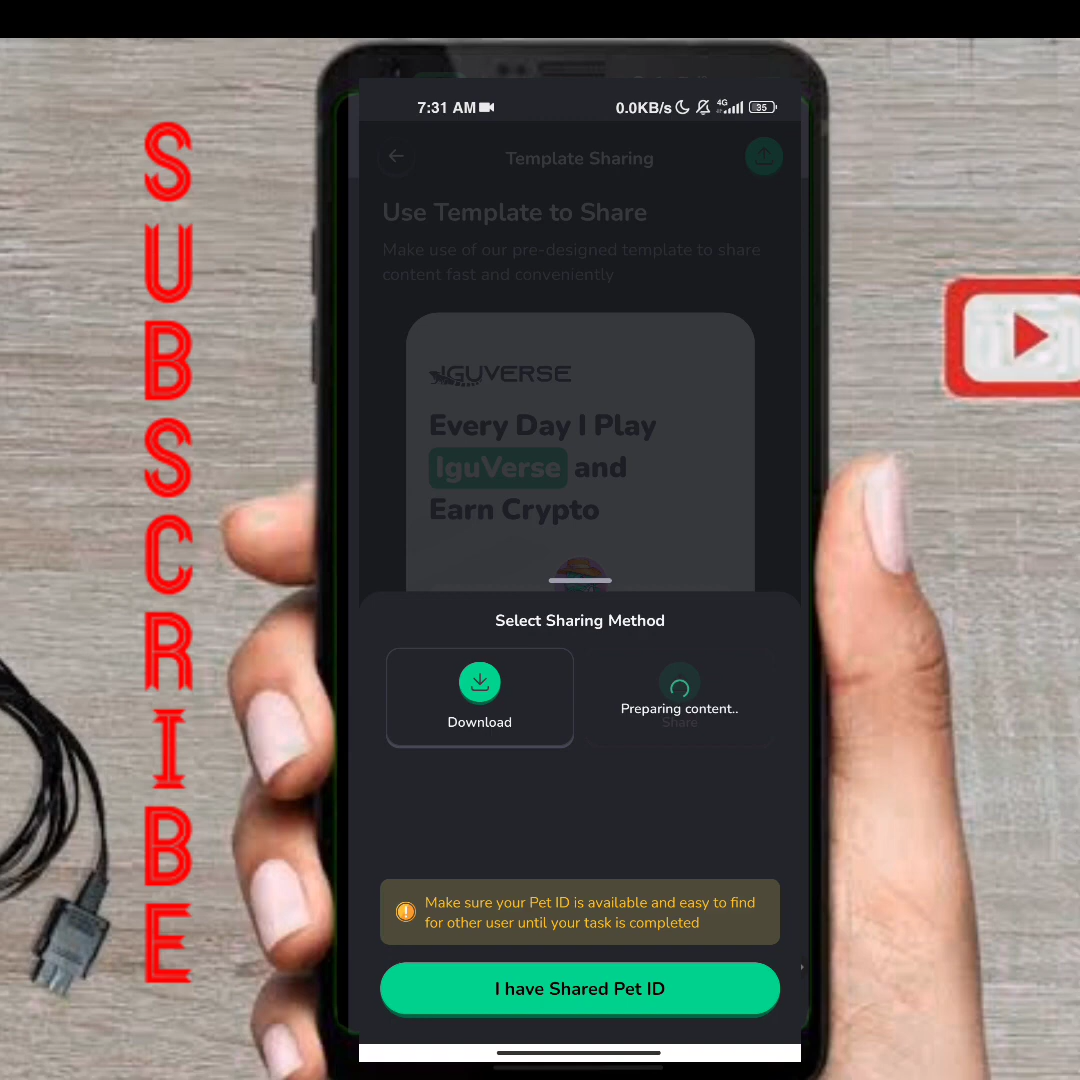 SUBSCRIBE
7:31 AM
0.0KB/s
4G
35
Template Sharing
Use Template to Share
Make use of our pre-designed template to share
content fast and conveniently
IGUVERSE
Every Day I Play
IguVerse and
Earn Crypto
Select Sharing Method
Download
Preparing content..
Share
Make sure your Pet ID is available and easy to find
for other user until your task is completed
I have Shared Pet ID